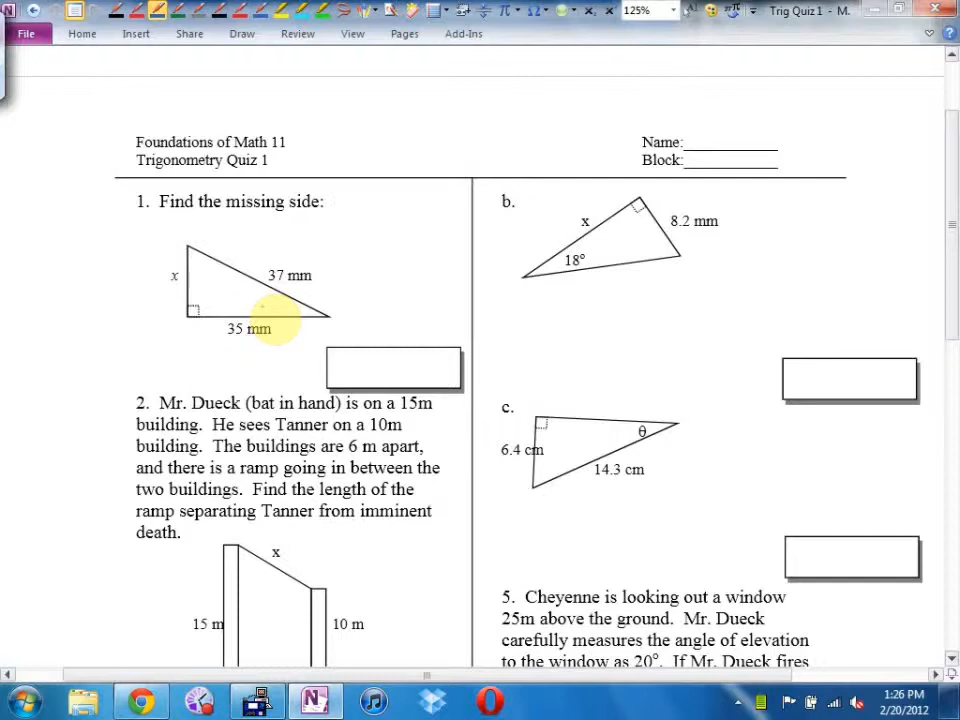 125%
Trig Quiz 1 - M.
File
Home
Insert
Share
Draw
Review
View
Pages
Add-Ins
Foundations of Math 11
Trigonometry Quiz 1
Name:
Block:
1. Find the missing side:
x
37 mm
35 mm
2. Mr. Dueck (bat in hand) is on a 15m
building. He sees Tanner on a 10m
building. The buildings are 6 m apart,
and there is a ramp going in between the
two buildings. Find the length of the
ramp separating Tanner from imminent
death.
x
15 m
10 m
b.
x
8.2 mm
18°
c.
θ
6.4 cm
14.3 cm
5. Cheyenne is looking out a window
25m above the ground. Mr. Dueck
carefully measures the angle of elevation
to the window as 20°. If Mr. Dueck fires
1:26 PM
2/20/2012